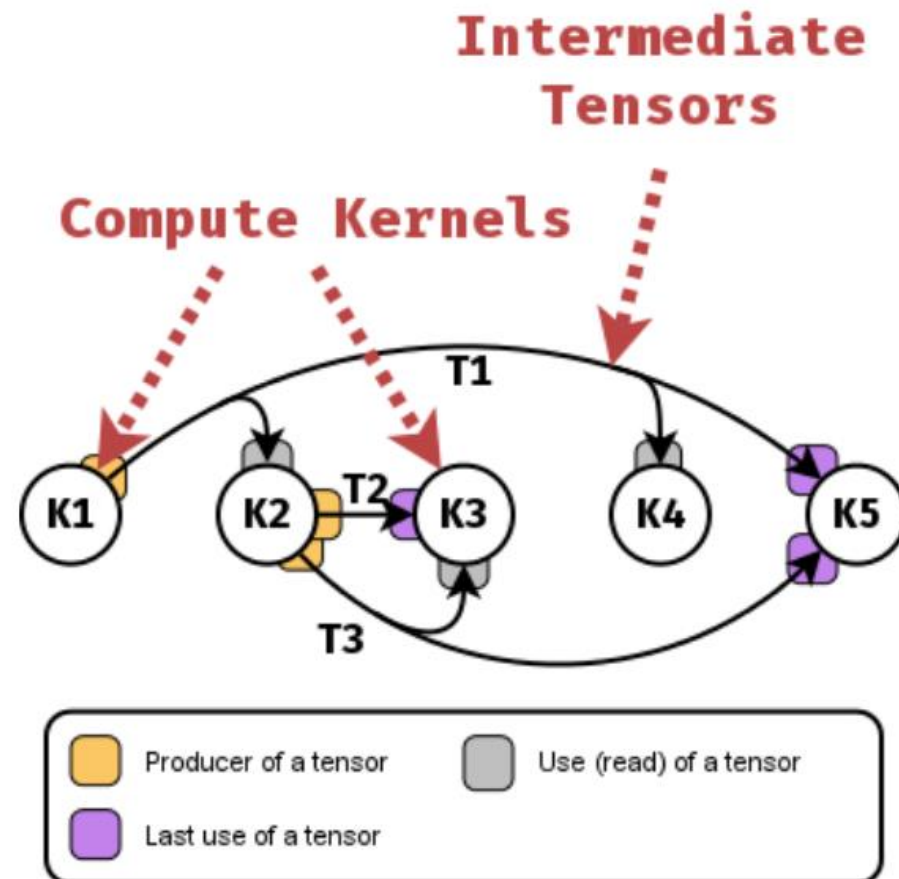 Intermediate
Tensors
Compute Kernels
T1
K1
K2
T2
K3
K4
K5
T3
Producer of a tensor
Use (read) of a tensor
Last use of a tensor